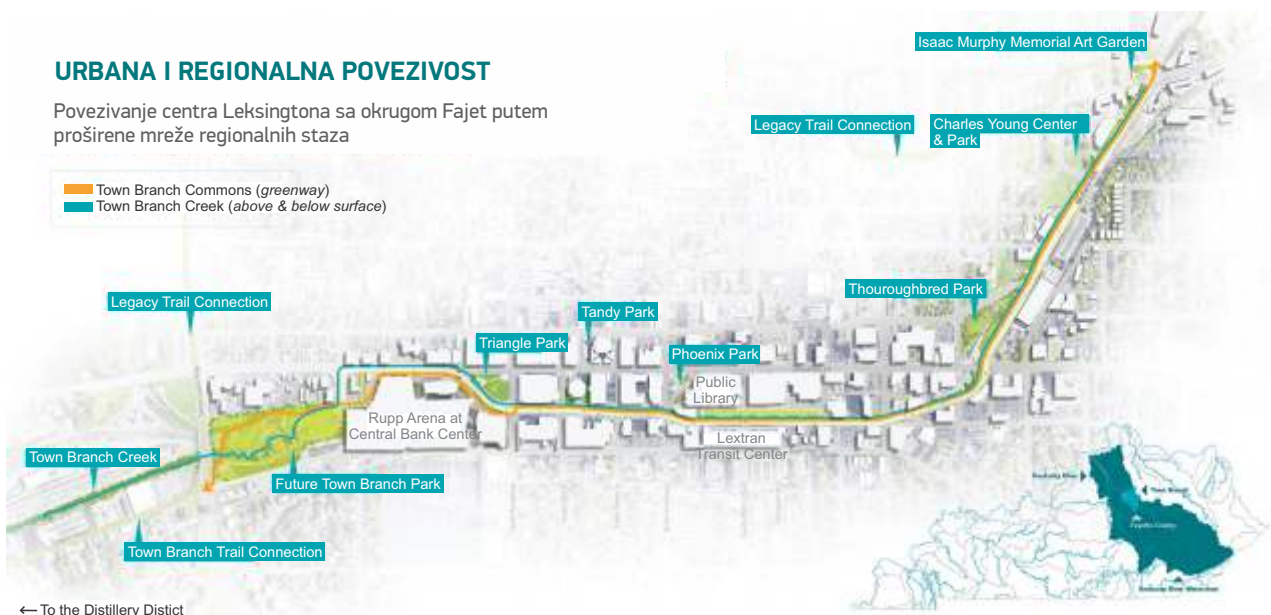 URBANA I REGIONALNA POVEZIVOST
Povezivanje centra Leksingtona sa okrugom Fajet putem
proširene mreže regionalnih staza
Town Branch Commons (greenway)
Town Branch Creek (above & below surface)
Isaac Murphy Memorial Art Garden
Legacy Trail Connection
Charles Young Center
& Park
Thouroughbred Park
Legacy Trail Connection
Tandy Park
Triangle Park
Phoenix Park
Public
Library
Rupp Arena at
Central Bank Center
Lextran
Transit Center
Town Branch Creek
Future Town Branch Park
Town Branch Trail Connection
← To the Distillery Distict